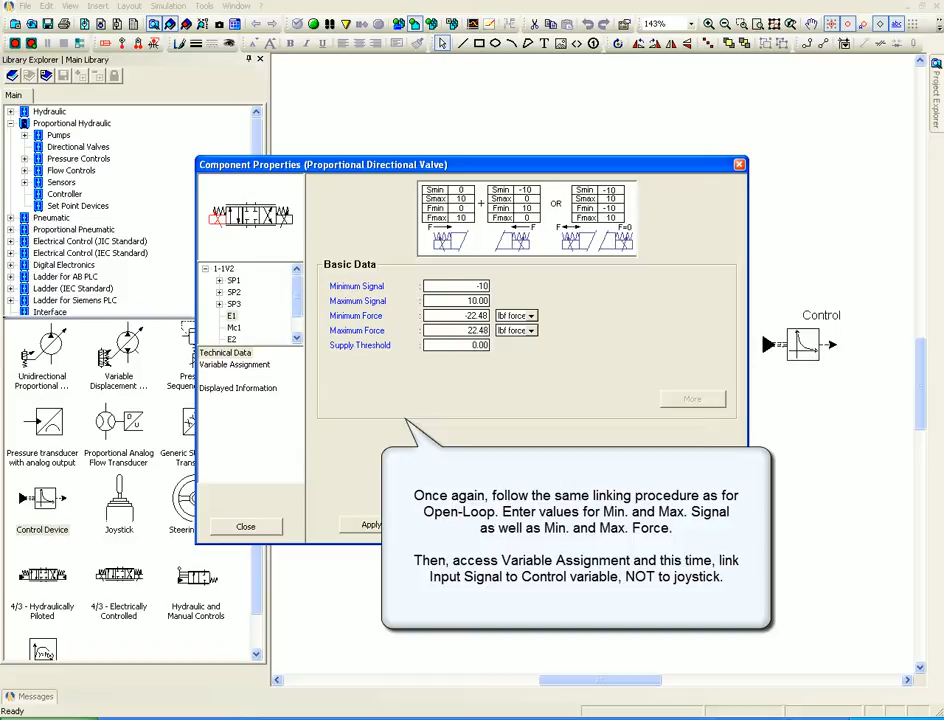 File Edit View Insert Layout Simulation Tools Window Help
143%
Library Explorer | Main Library
Main
Hydraulic
Proportional Hydraulic
Pumps
Directional Valves
Pressure Controls
Flow Controls
Sensors
Controller
Set Point Devices
Pneumatic
Proportional Pneumatic
Electrical Control (JIC Standard)
Electrical Control (IEC Standard)
Digital Electronics
Ladder for AB PLC
Ladder (IEC Standard)
Ladder for Siemens PLC
Interface
Unidirectional
Proportional ...
Variable
Displacement ...
Pressure transducer
with analog output
Proportional Analog
Flow Transducer
Control Device
Joystick
4/3 - Hydraulically
Piloted
4/3 - Electrically
Controlled
Hydraulic and
Manual Controls
Component Properties (Proportional Directional Valve)
Smin 0
Smax 10
Fmin 0
Fmax 10
+
Smin -10
Smax 0
Fmin 10
Fmax 0
OR
Smin -10
Smax 10
Fmin -10
Fmax 10
F
F
F
F=0
1-1V2
SP1
SP2
SP3
E1
Mc1
E2
Technical Data
Variable Assignment
Displayed Information
Basic Data
Minimum Signal : -10
Maximum Signal : 10.00
Minimum Force : -22.48 lbf force
Maximum Force : 22.48 lbf force
Supply Threshold : 0.00
More
Close
Apply
Once again, follow the same linking procedure as for
Open-Loop. Enter values for Min. and Max. Signal
as well as Min. and Max. Force.
Then, access Variable Assignment and this time, link
Input Signal to Control variable, NOT to joystick.
Control
Project Explorer
Messages
Ready